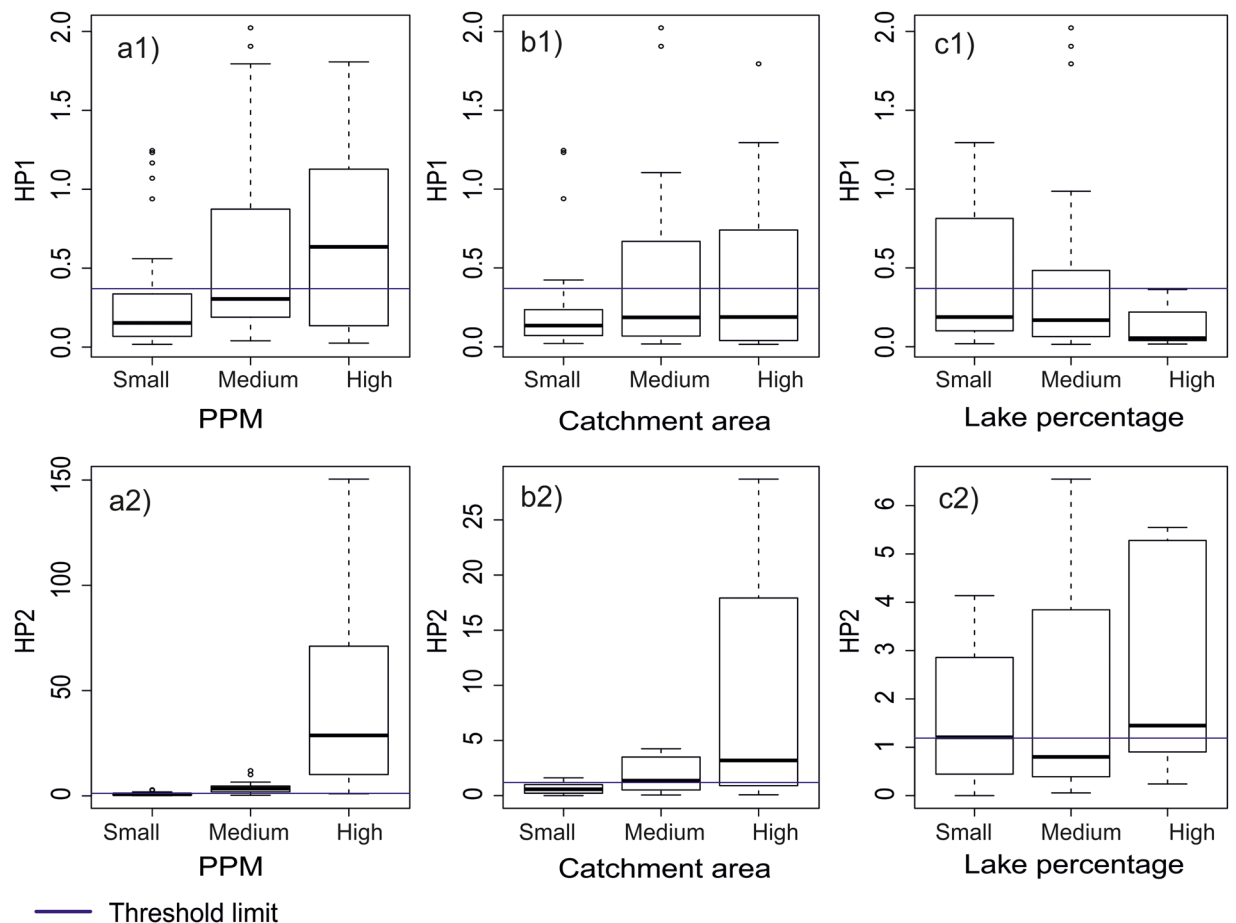 a1)
HP1
2.0
1.5
1.0
0.5
0.0
Small Medium High
PPM
b1)
HP1
2.0
1.5
1.0
0.5
0.0
Small Medium High
Catchment area
c1)
HP1
2.0
1.5
1.0
0.5
0.0
Small Medium High
Lake percentage
a2)
HP2
150
100
50
0
Small Medium High
PPM
b2)
HP2
25
20
15
10
5
0
Small Medium High
Catchment area
c2)
HP2
6
5
4
3
2
1
0
Small Medium High
Lake percentage
Threshold limit